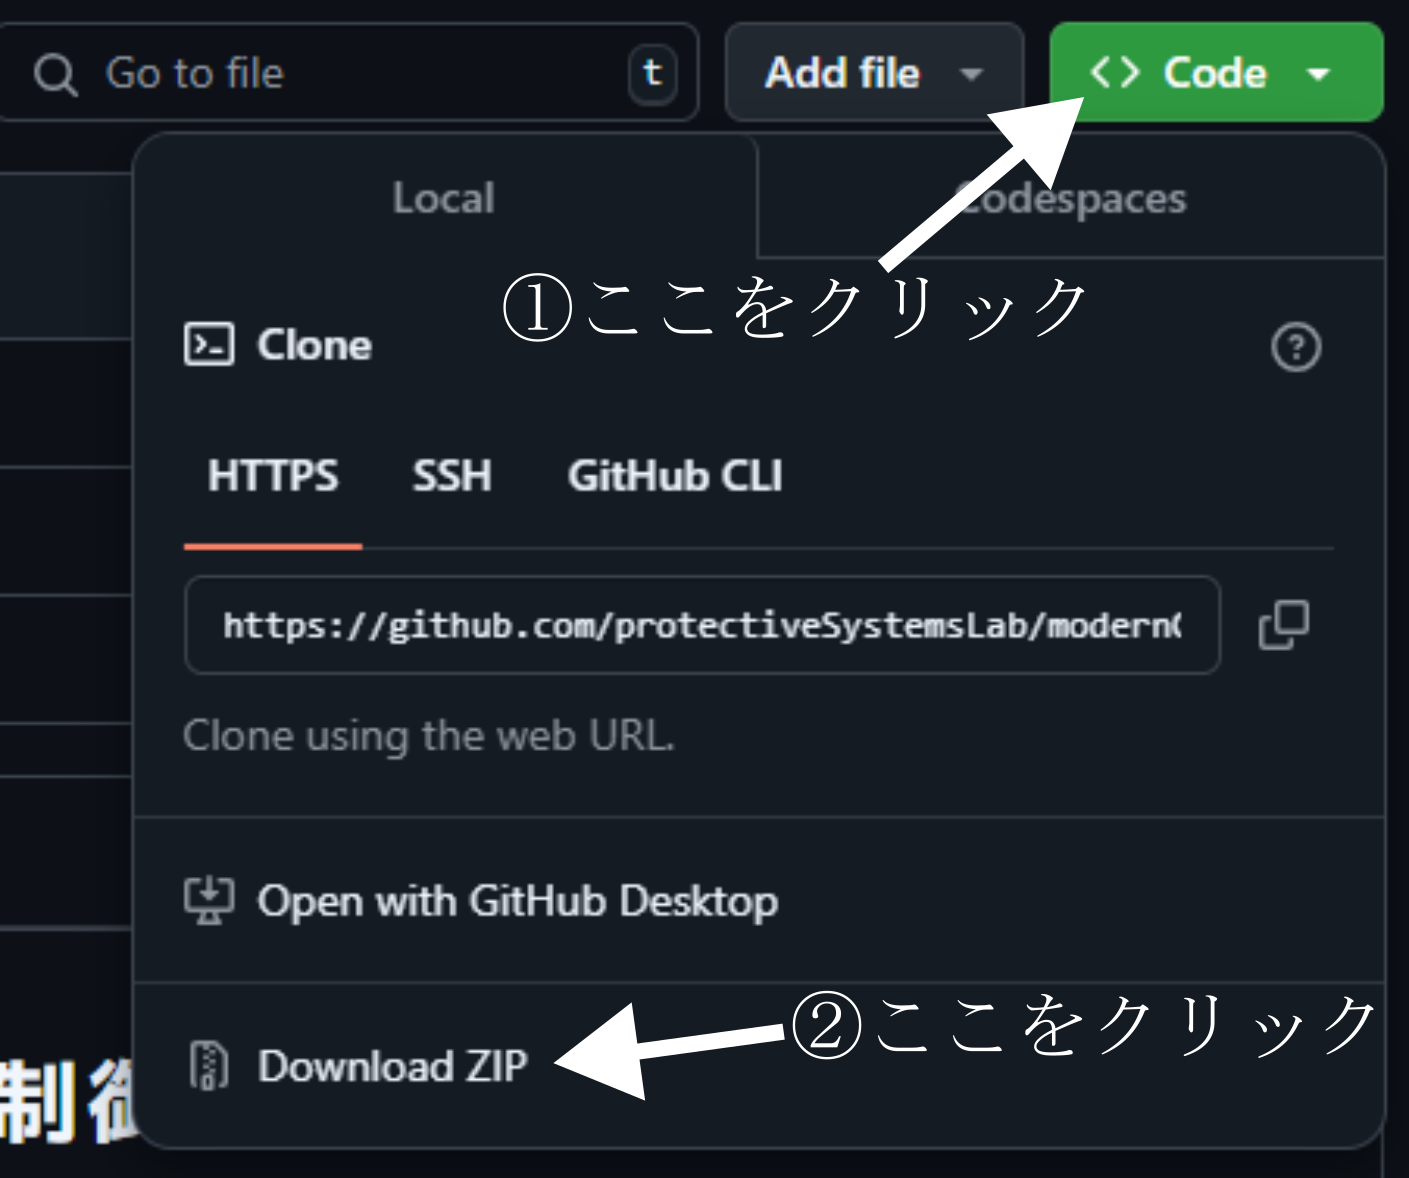 Go to file
t
Add file
<> Code
Local
Codespaces
①ここをクリック
Clone
HTTPS
SSH
GitHub CLI
https://github.com/protectiveSystemsLab/modern
Clone using the web URL.
Open with GitHub Desktop
②ここをクリック
Download ZIP
制